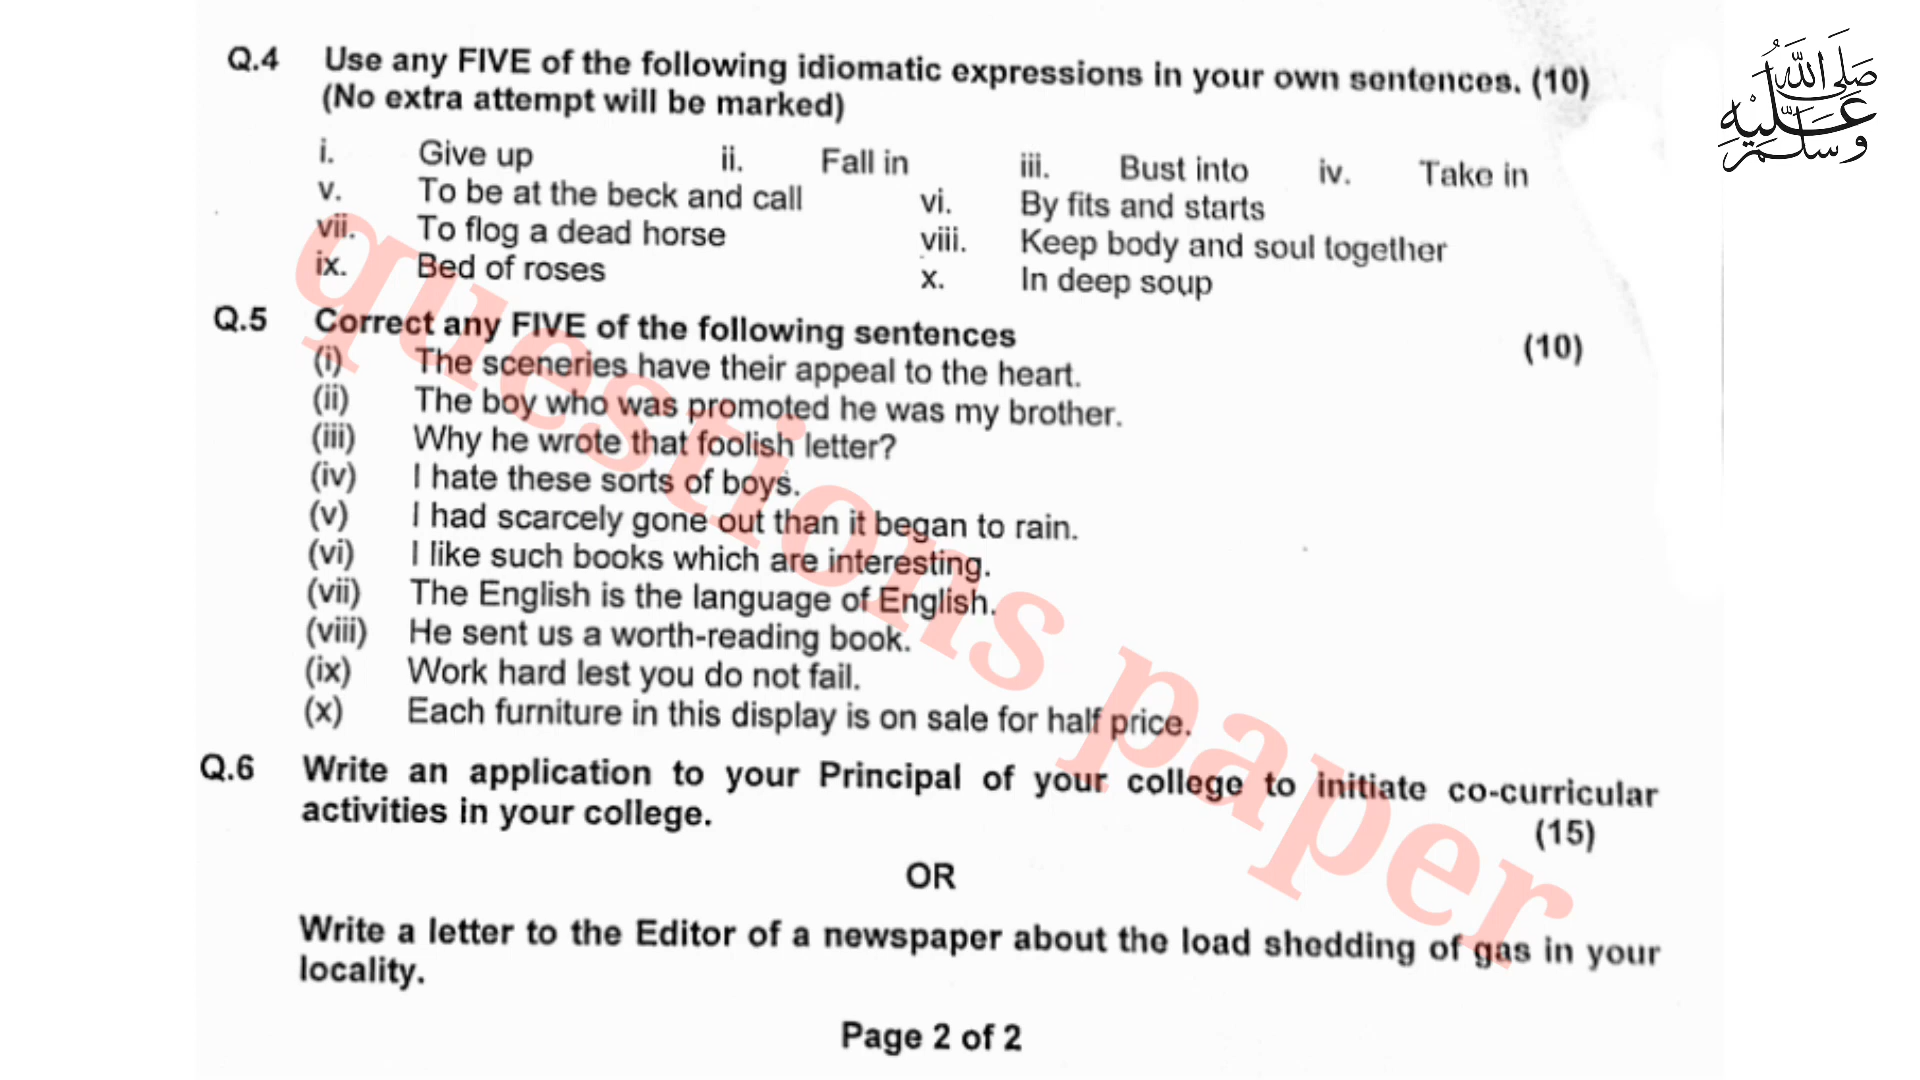 Q.4 Use any FIVE of the following idiomatic expressions in your own sentences. (10)
(No extra attempt will be marked)
i. Give up ii. Fall in iii. Bust into iv. Take in
v. To be at the beck and call vi. By fits and starts
vii. To flog a dead horse viii. Keep body and soul together
ix. Bed of roses x. In deep soup
Q.5 Correct any FIVE of the following sentences (10)
(i) The sceneries have their appeal to the heart.
(ii) The boy who was promoted he was my brother.
(iii) Why he wrote that foolish letter?
(iv) I hate these sorts of boys.
(v) I had scarcely gone out than it began to rain.
(vi) I like such books which are interesting.
(vii) The English is the language of English.
(viii) He sent us a worth-reading book.
(ix) Work hard lest you do not fail.
(x) Each furniture in this display is on sale for half price.
Q.6 Write an application to your Principal of your college to initiate co-curricular
activities in your college. (15)
OR
Write a letter to the Editor of a newspaper about the load shedding of gas in your
locality.
Page 2 of 2
questions paper
صَلَّى اللّٰهُ
عَلَيْهِ
وَسَلَّم